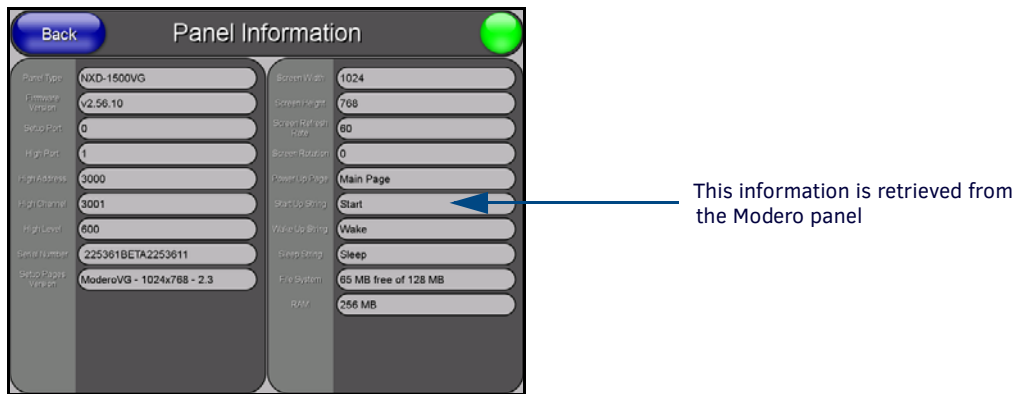 Back
Panel Information
Panel Type
NXD-1500VG
Firmware
Version
v2.56.10
Setup Port
0
High Port
1
High Address
3000
High Channel
3001
High Level
600
Serial Number
225361BETA2253611
Setup Pages
Version
ModeroVG - 1024x768 - 2.3
Screen Width
1024
Screen Height
768
Screen Refresh
Rate
60
Screen Rotation
0
Power Up Page
Main Page
Start Up String
Start
Wake Up String
Wake
Sleep String
Sleep
File System
65 MB free of 128 MB
RAM
256 MB
This information is retrieved from
the Modero panel